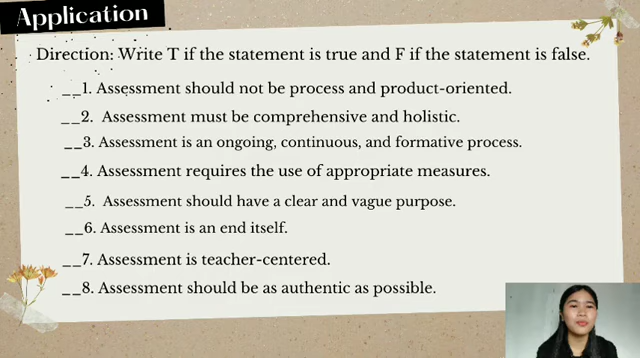 Application
Direction: Write T if the statement is true and F if the statement is false.
__1. Assessment should not be process and product-oriented.
__2. Assessment must be comprehensive and holistic.
__3. Assessment is an ongoing, continuous, and formative process.
__4. Assessment requires the use of appropriate measures.
__5. Assessment should have a clear and vague purpose.
__6. Assessment is an end itself.
__7. Assessment is teacher-centered.
__8. Assessment should be as authentic as possible.